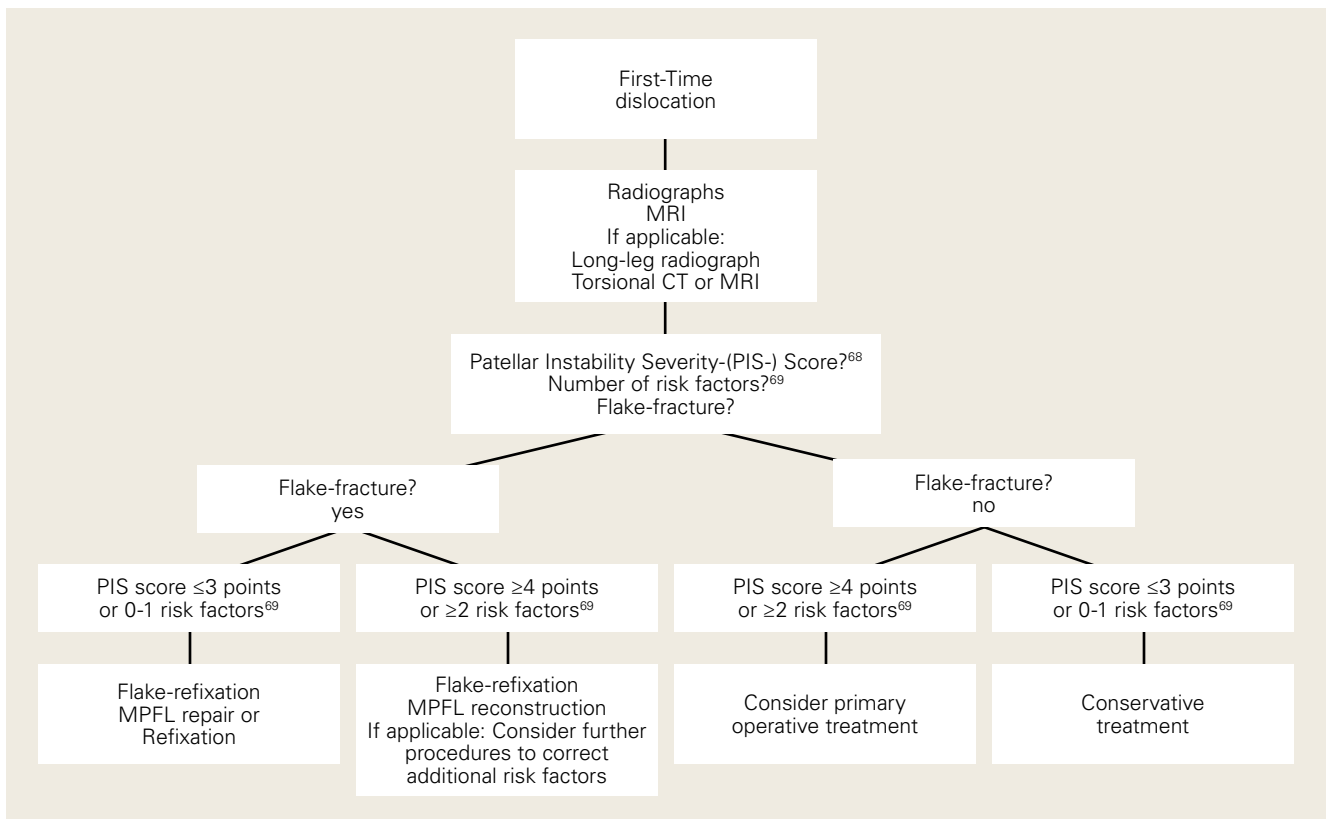 First-Time
dislocation
Radiographs
MRI
If applicable:
Long-leg radiograph
Torsional CT or MRI
Patellar Instability Severity-(PIS-) Score?⁶⁸
Number of risk factors?⁶⁹
Flake-fracture?
Flake-fracture?
yes
Flake-fracture?
no
PIS score ≤3 points
or 0-1 risk factors⁶⁹
PIS score ≥4 points
or ≥2 risk factors⁶⁹
PIS score ≥4 points
or ≥2 risk factors⁶⁹
PIS score ≤3 points
or 0-1 risk factors⁶⁹
Flake-refixation
MPFL repair or
Refixation
Flake-refixation
MPFL reconstruction
If applicable: Consider further
procedures to correct
additional risk factors
Consider primary
operative treatment
Conservative
treatment